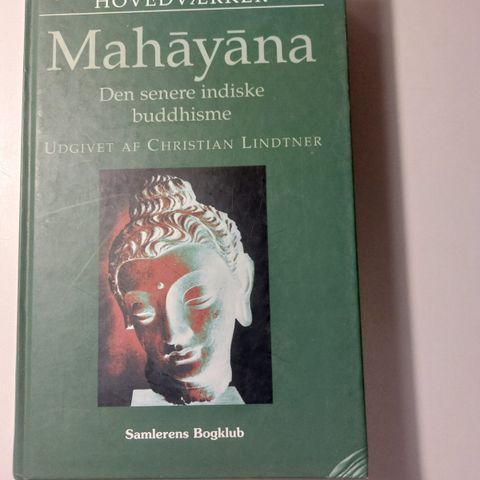 HOVEDVÆRKER
Mahāyāna
Den senere indiske
buddhisme
UDGIVET AF CHRISTIAN LINDTNER
Samlerens Bogklub